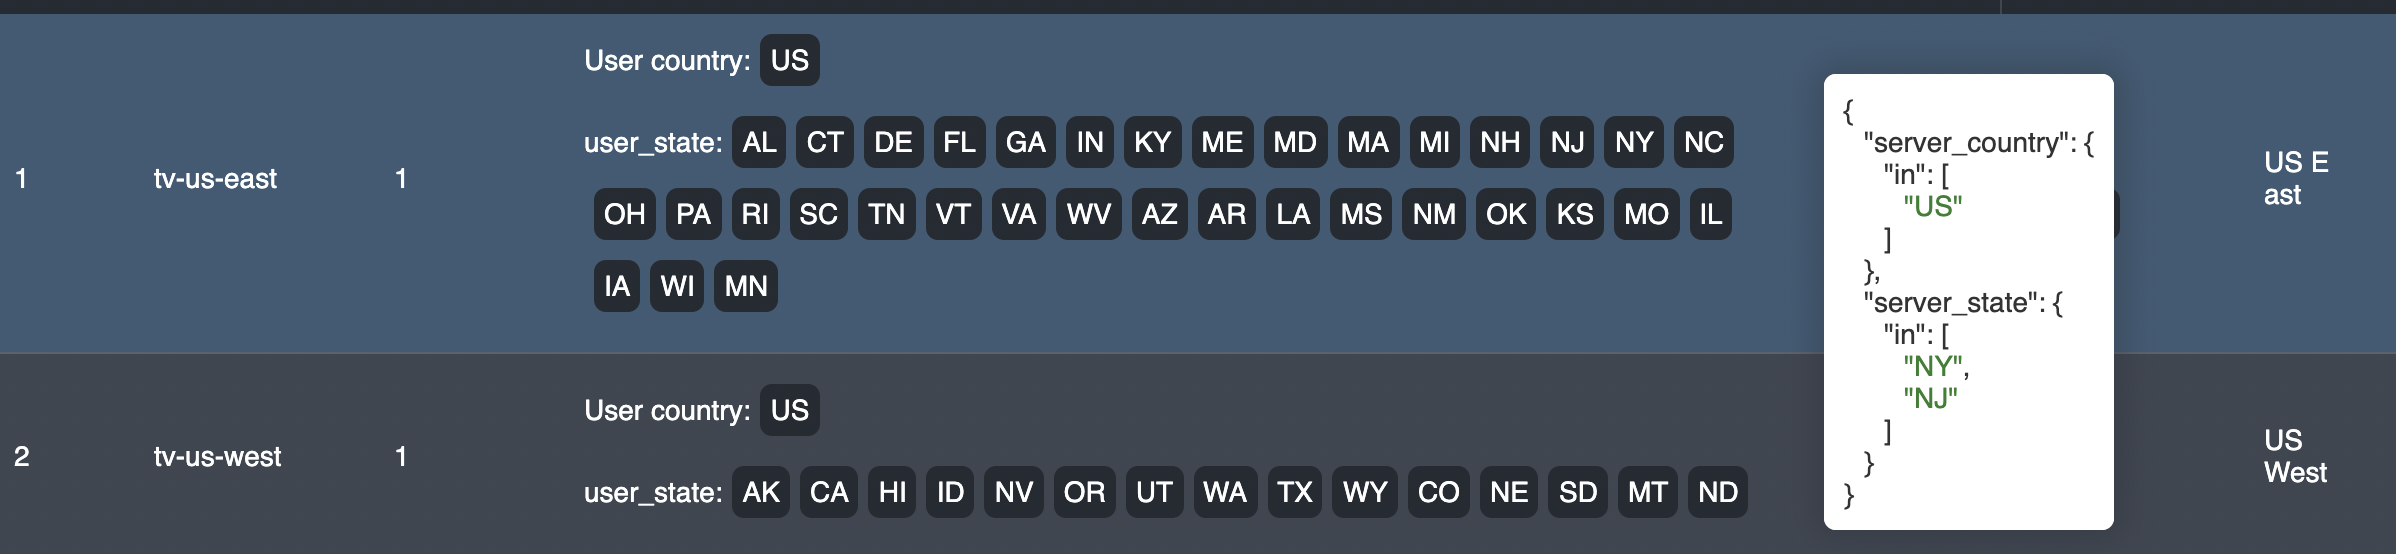 User country: US
user_state: AL CT DE FL GA IN KY ME MD MA MI NH NJ NY NC
1 tv-us-east 1
OH PA RI SC TN VT VA WV AZ AR LA MS NM OK KS MO IL
IA WI MN
{
"server_country": {
"in": [
"US"
]
},
"server_state": {
"in": [
"NY",
"NJ"
]
}
}
US E
ast
User country: US
2 tv-us-west 1
user_state: AK CA HI ID NV OR UT WA TX WY CO NE SD MT ND
US
West